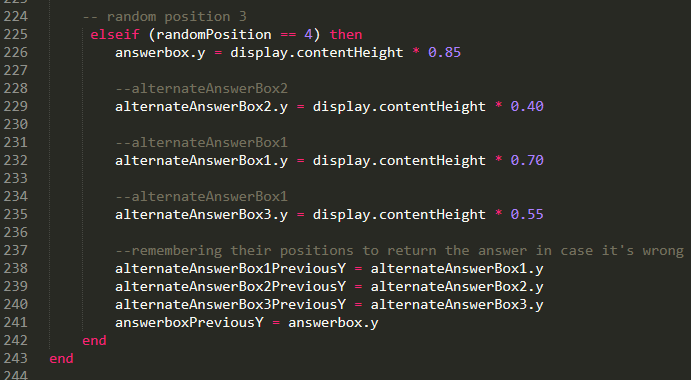 224 -- random position 3
225 elseif (randomPosition == 4) then
226 answerbox.y = display.contentHeight * 0.85
227
228 --alternateAnswerBox2
229 alternateAnswerBox2.y = display.contentHeight * 0.40
230
231 --alternateAnswerBox1
232 alternateAnswerBox1.y = display.contentHeight * 0.70
233
234 --alternateAnswerBox1
235 alternateAnswerBox3.y = display.contentHeight * 0.55
236
237 --remembering their positions to return the answer in case it's wrong
238 alternateAnswerBox1PreviousY = alternateAnswerBox1.y
239 alternateAnswerBox2PreviousY = alternateAnswerBox2.y
240 alternateAnswerBox3PreviousY = alternateAnswerBox3.y
241 answerboxPreviousY = answerbox.y
242 end
243 end
244